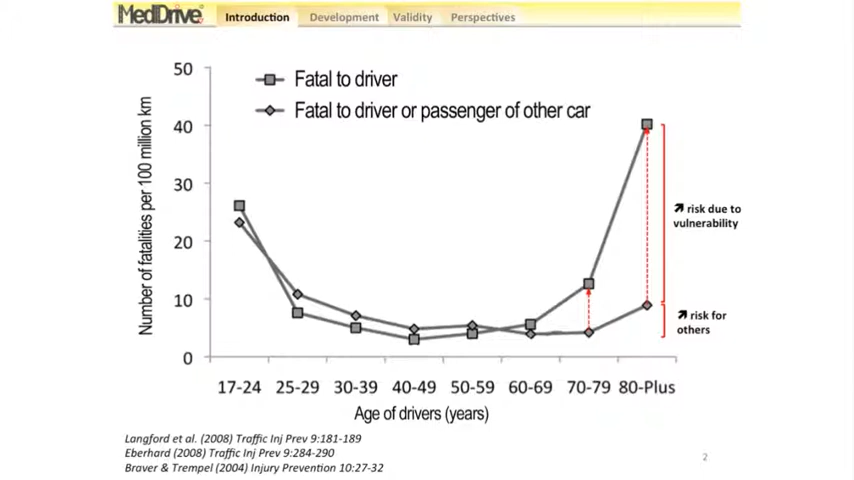 MedDrive
Introduction
Development
Validity
Perspectives
Fatal to driver
Fatal to driver or passenger of other car
Number of fatalities per 100 million km
50
40
30
20
10
0
17-24 25-29 30-39 40-49 50-59 60-69 70-79 80-Plus
Age of drivers (years)
↗ risk due to
vulnerability
↗ risk for
others
Langford et al. (2008) Traffic Inj Prev 9:181-189
Eberhard (2008) Traffic Inj Prev 9:284-290
Braver & Trempel (2004) Injury Prevention 10:27-32
2